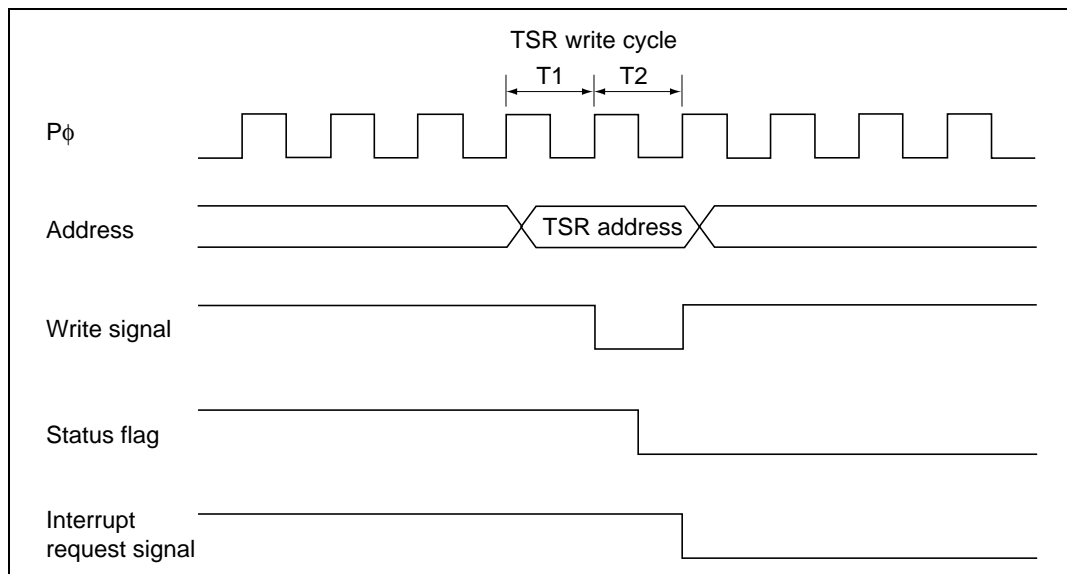 TSR write cycle
T1 T2
Pϕ
Address
TSR address
Write signal
Status flag
Interrupt
request signal